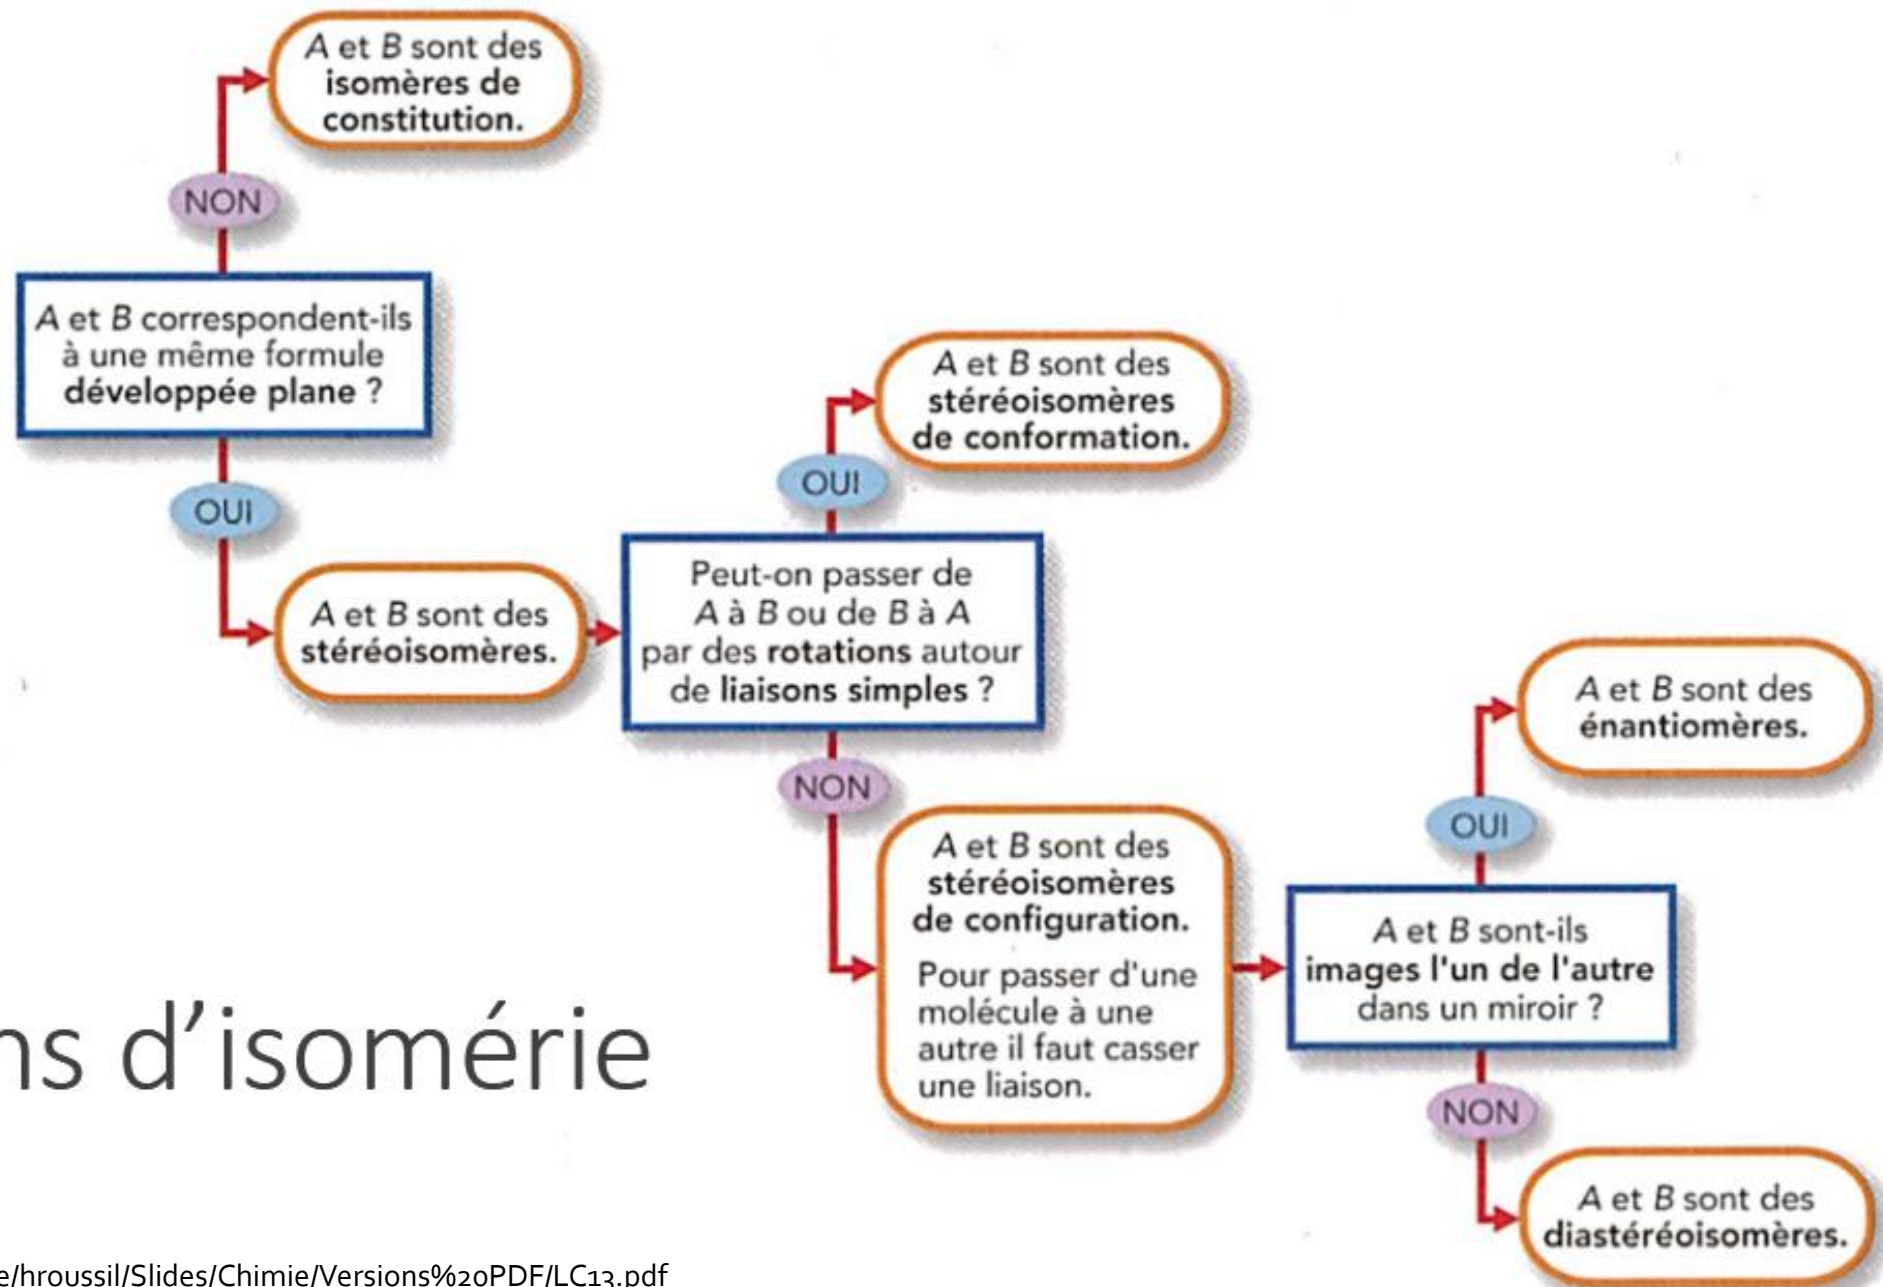 A et B sont des
isomères de
constitution.
NON
A et B correspondent-ils
à une même formule
développée plane ?
OUI
A et B sont des
stéréoisomères.
A et B sont des
stéréoisomères
de conformation.
OUI
Peut-on passer de
A à B ou de B à A
par des rotations autour
de liaisons simples ?
NON
A et B sont des
stéréoisomères
de configuration.
Pour passer d'une
molécule à une
autre il faut casser
une liaison.
A et B sont des
énantiomères.
OUI
A et B sont-ils
images l'un de l'autre
dans un miroir ?
NON
A et B sont des
diastéréoisomères.
ns d’isomérie
e/hroussil/Slides/Chimie/Versions%20PDF/LC13.pdf